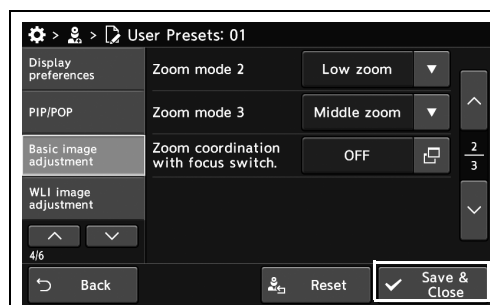 > > User Presets: 01
Display
preferences
PIP/POP
Basic image
adjustment
WLI image
adjustment
4/6
Zoom mode 2 Low zoom
Zoom mode 3 Middle zoom
Zoom coordination
with focus switch. OFF
2
3
Back Reset Save &
Close